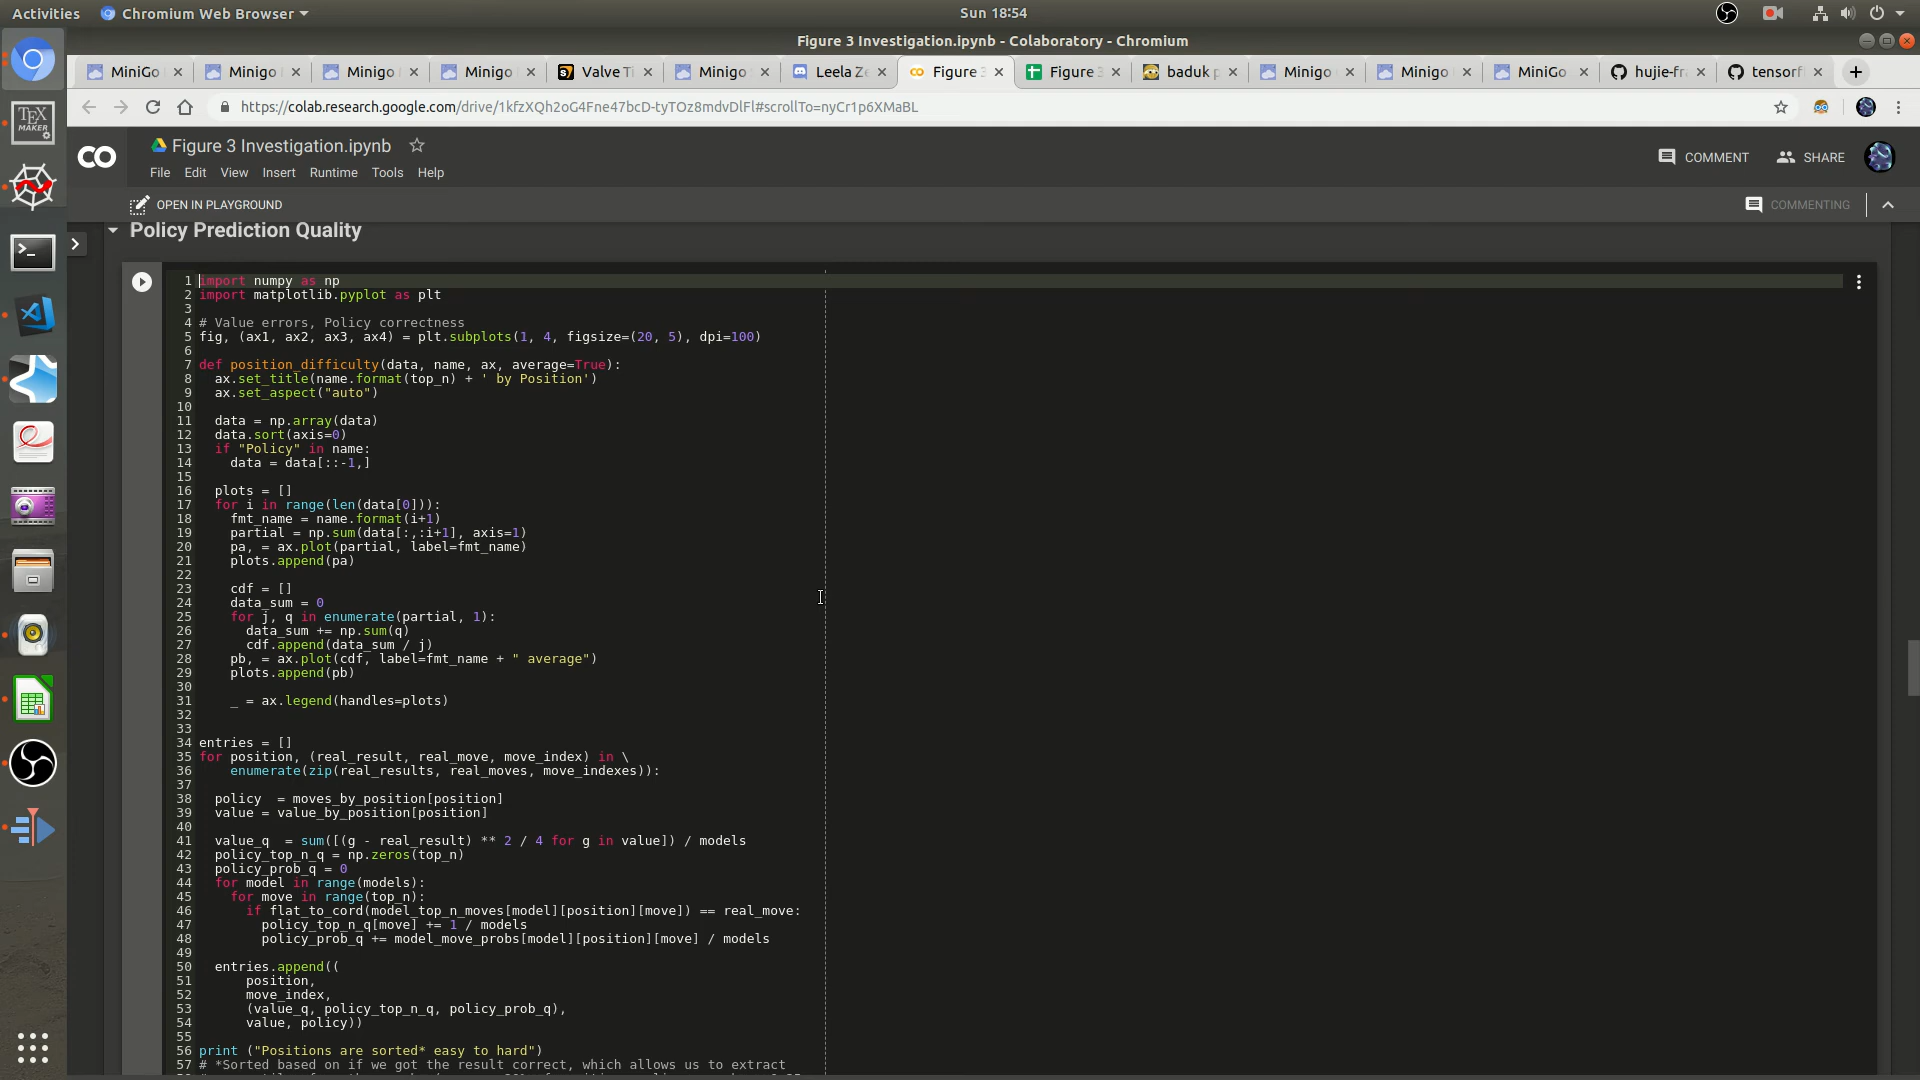 Activities
Chromium Web Browser
Sun 18:54
Figure 3 Investigation.ipynb - Colaboratory - Chromium
MiniGo
Minigo
Minigo
Minigo
Valve Ti
Minigo
Leela Ze
Figure
Figure
baduk
Minigo
Minigo
MiniGo
hujie-fr
tensorf
https://colab.research.google.com/drive/1kfzXQh2oG4Fne47bcD-tyTOz8mdvDlFl#scrollTo=nyCr1p6XMaBL
CO
Figure 3 Investigation.ipynb
COMMENT
SHARE
File Edit View Insert Runtime Tools Help
OPEN IN PLAYGROUND
COMMENTING
TEX
MAKER
Policy Prediction Quality
1 import numpy as np
2 import matplotlib.pyplot as plt
3
4 # Value errors, Policy correctness
5 fig, (ax1, ax2, ax3, ax4) = plt.subplots(1, 4, figsize=(20, 5), dpi=100)
6
7 def position_difficulty(data, name, ax, average=True):
8   ax.set_title(name.format(top_n) + ' by Position')
9   ax.set_aspect("auto")
10
11   data = np.array(data)
12   data.sort(axis=0)
13   if "Policy" in name:
14     data = data[::-1,]
15
16   plots = []
17   for i in range(len(data[0])):
18     fmt_name = name.format(i+1)
19     partial = np.sum(data[:,:i+1], axis=1)
20     pa, = ax.plot(partial, label=fmt_name)
21     plots.append(pa)
22
23     cdf = []
24     data_sum = 0
25     for j, q in enumerate(partial, 1):
26       data_sum += np.sum(q)
27       cdf.append(data_sum / j)
28     pb, = ax.plot(cdf, label=fmt_name + " average")
29     plots.append(pb)
30
31     _ = ax.legend(handles=plots)
32
33
34 entries = []
35 for position, (real_result, real_move, move_index) in \
36     enumerate(zip(real_results, real_moves, move_indexes)):
37
38   policy  = moves_by_position[position]
39   value = value_by_position[position]
40
41   value_q  = sum([(g - real_result) ** 2 / 4 for g in value]) / models
42   policy_top_n_q = np.zeros(top_n)
43   policy_prob_q = 0
44   for model in range(models):
45     for move in range(top_n):
46       if flat_to_cord(model_top_n_moves[model][position][move]) == real_move:
47         policy_top_n_q[move] += 1 / models
48         policy_prob_q += model_move_probs[model][position][move] / models
49
50   entries.append((
51       position,
52       move_index,
53       (value_q, policy_top_n_q, policy_prob_q),
54       value, policy))
55
56 print ("Positions are sorted* easy to hard")
57 # *Sorted based on if we got the result correct, which allows us to extract